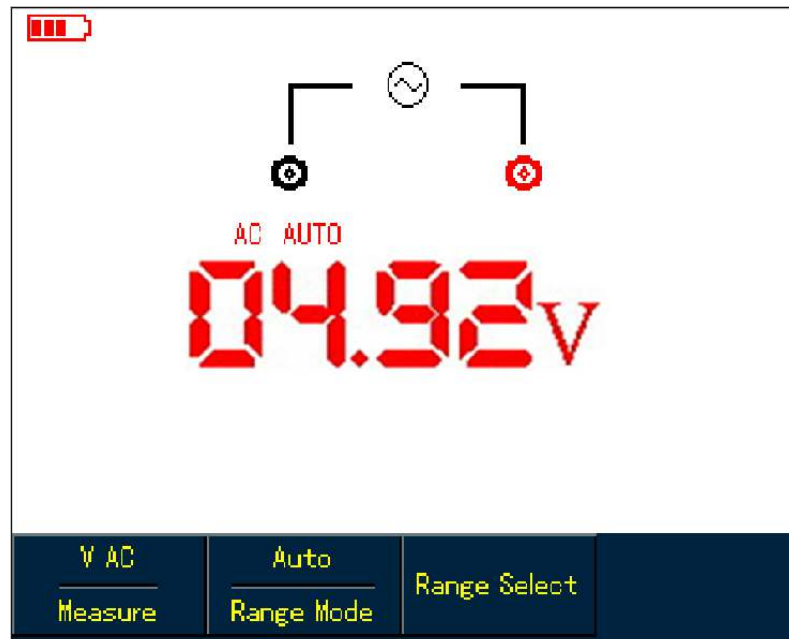 AC AUTO
04.92V
V AC
Measure
Auto
Range Mode
Range Select